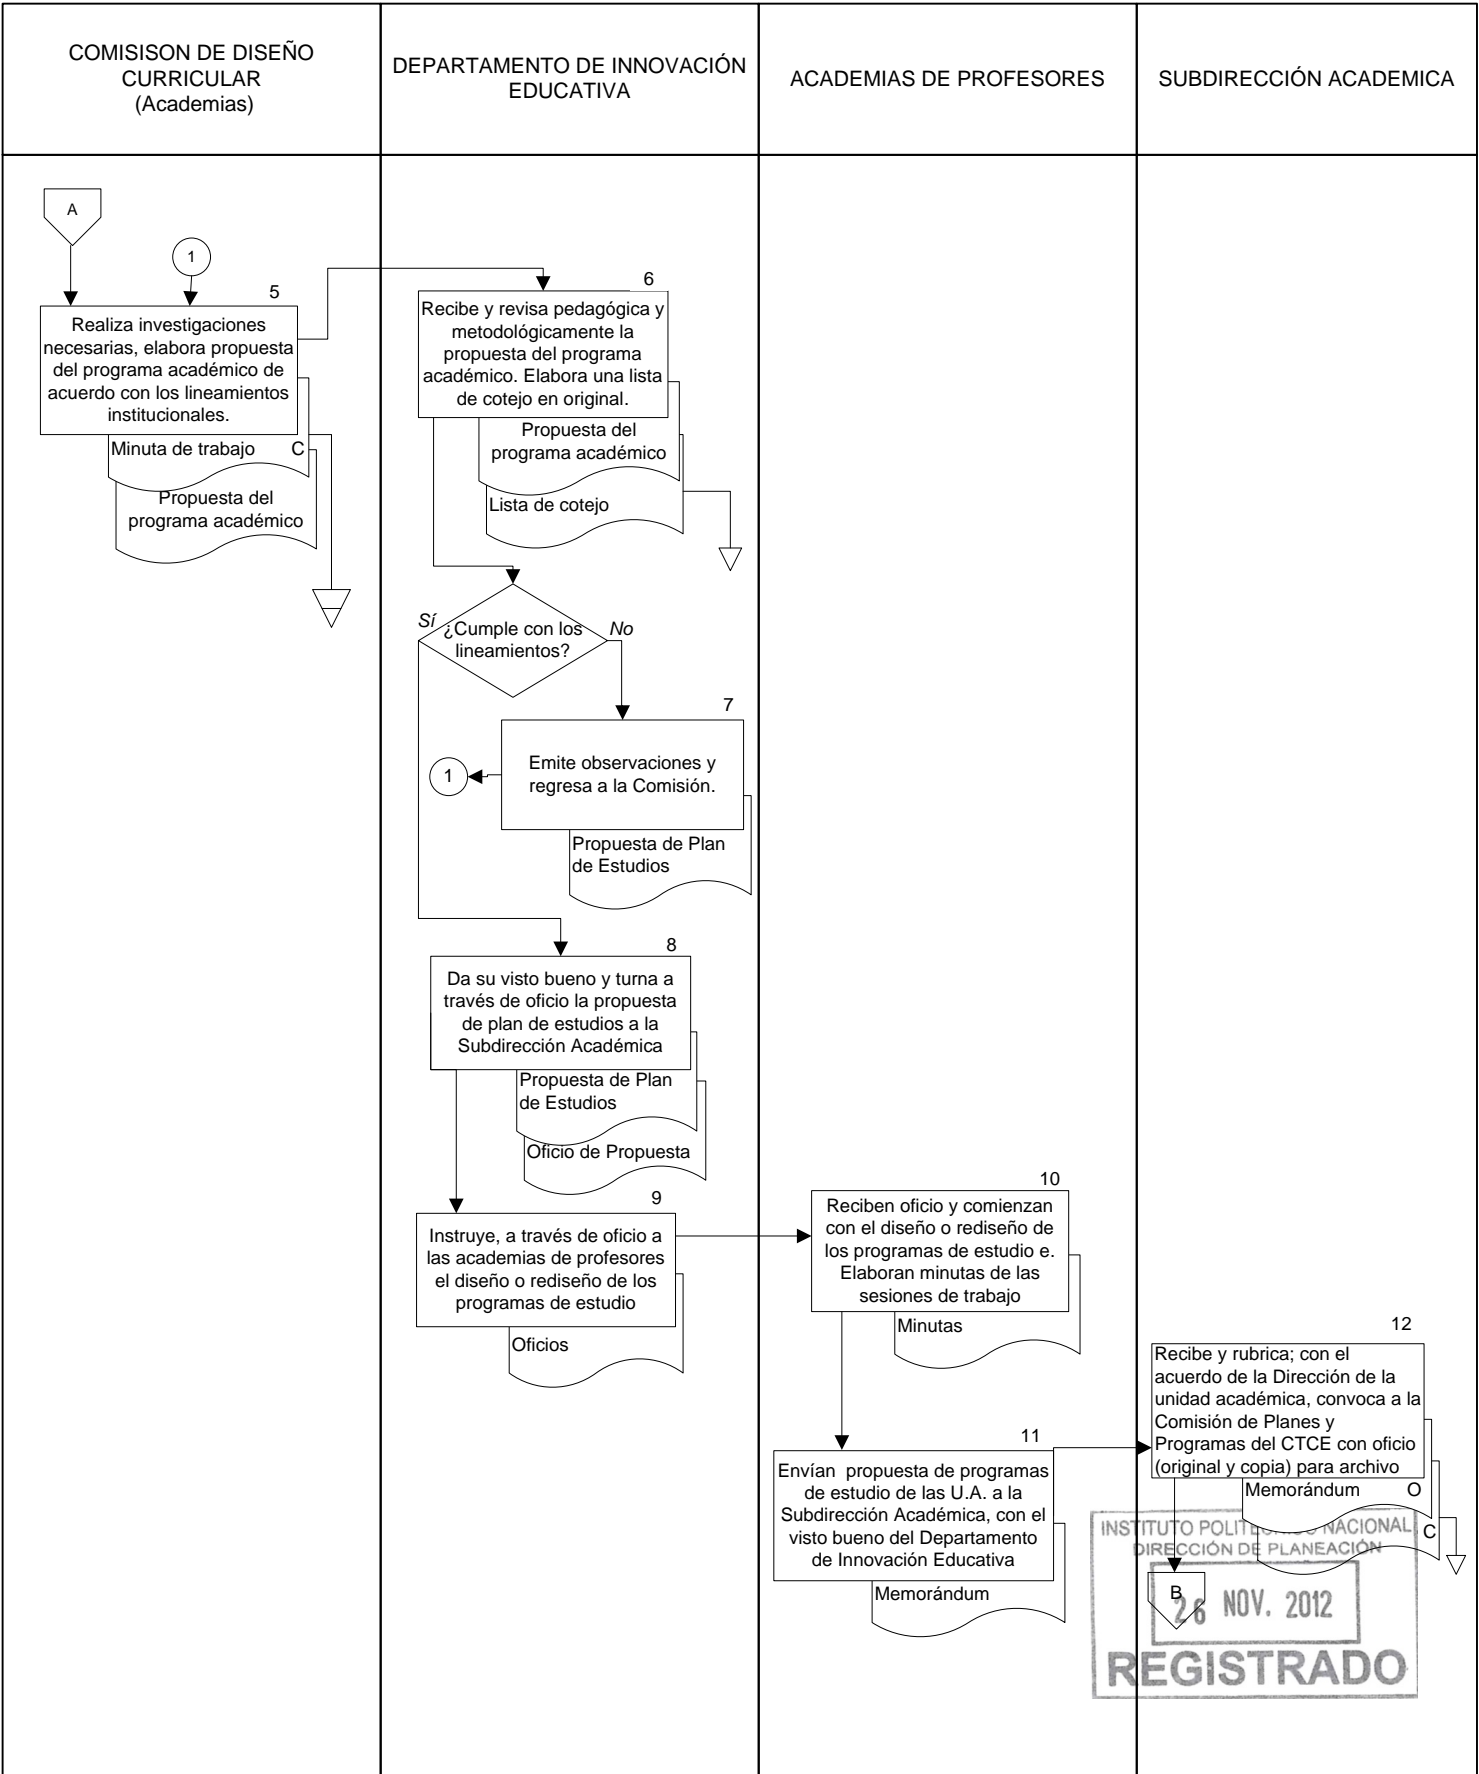 COMISISON DE DISEÑO
CURRICULAR
(Academias)
DEPARTAMENTO DE INNOVACIÓN
EDUCATIVA
ACADEMIAS DE PROFESORES
SUBDIRECCIÓN ACADEMICA
A
1
5
Realiza investigaciones
necesarias, elabora propuesta
del programa académico de
acuerdo con los lineamientos
institucionales.
Minuta de trabajo C
Propuesta del
programa académico
6
Recibe y revisa pedagógica y
metodológicamente la
propuesta del programa
académico. Elabora una lista
de cotejo en original.
Propuesta del
programa académico
Lista de cotejo
Sí
¿Cumple con los
lineamientos?
No
7
Emite observaciones y
regresa a la Comisión.
1
Propuesta de Plan
de Estudios
8
Da su visto bueno y turna a
través de oficio la propuesta
de plan de estudios a la
Subdirección Académica
Propuesta de Plan
de Estudios
Oficio de Propuesta
9
Instruye, a través de oficio a
las academias de profesores
el diseño o rediseño de los
programas de estudio
Oficios
10
Reciben oficio y comienzan
con el diseño o rediseño de
los programas de estudio e.
Elaboran minutas de las
sesiones de trabajo
Minutas
11
Envían propuesta de programas
de estudio de las U.A. a la
Subdirección Académica, con el
visto bueno del Departamento
de Innovación Educativa
Memorándum
12
Recibe y rubrica; con el
acuerdo de la Dirección de la
unidad académica, convoca a la
Comisión de Planes y
Programas del CTCE con oficio
(original y copia) para archivo
Memorándum O
C
B
INSTITUTO POLITECNICO NACIONAL
DIRECCIÓN DE PLANEACIÓN
26 NOV. 2012
REGISTRADO